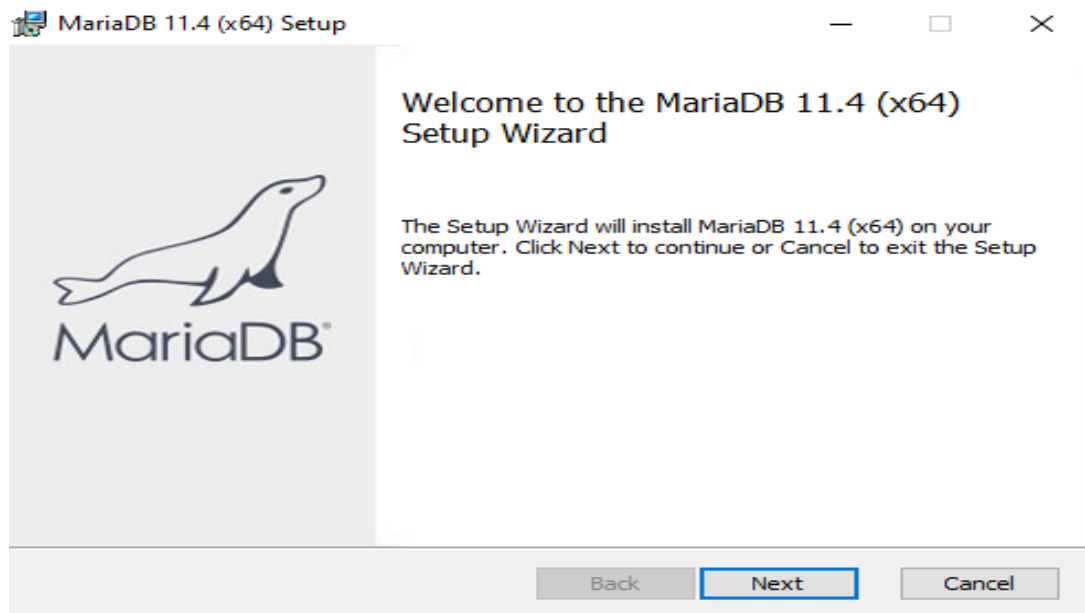 MariaDB 11.4 (x64) Setup
Welcome to the MariaDB 11.4 (x64)
Setup Wizard
The Setup Wizard will install MariaDB 11.4 (x64) on your
computer. Click Next to continue or Cancel to exit the Setup
Wizard.
MariaDB®
Back
Next
Cancel